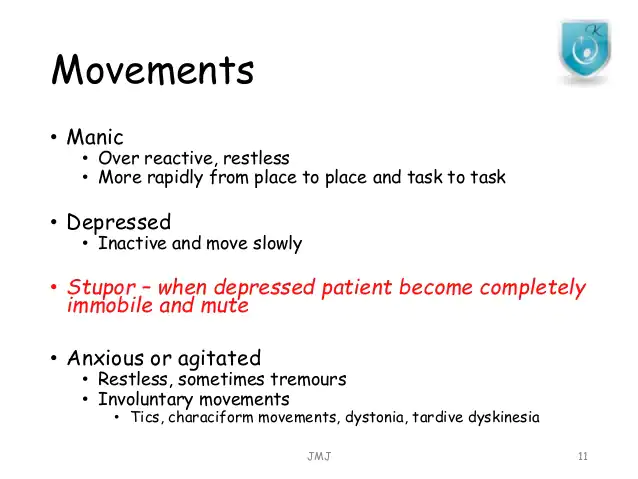 K
Movements
• Manic
• Over reactive, restless
• More rapidly from place to place and task to task
• Depressed
• Inactive and move slowly
• Stupor – when depressed patient become completely
immobile and mute
• Anxious or agitated
• Restless, sometimes tremours
• Involuntary movements
• Tics, characiform movements, dystonia, tardive dyskinesia
JMJ
11